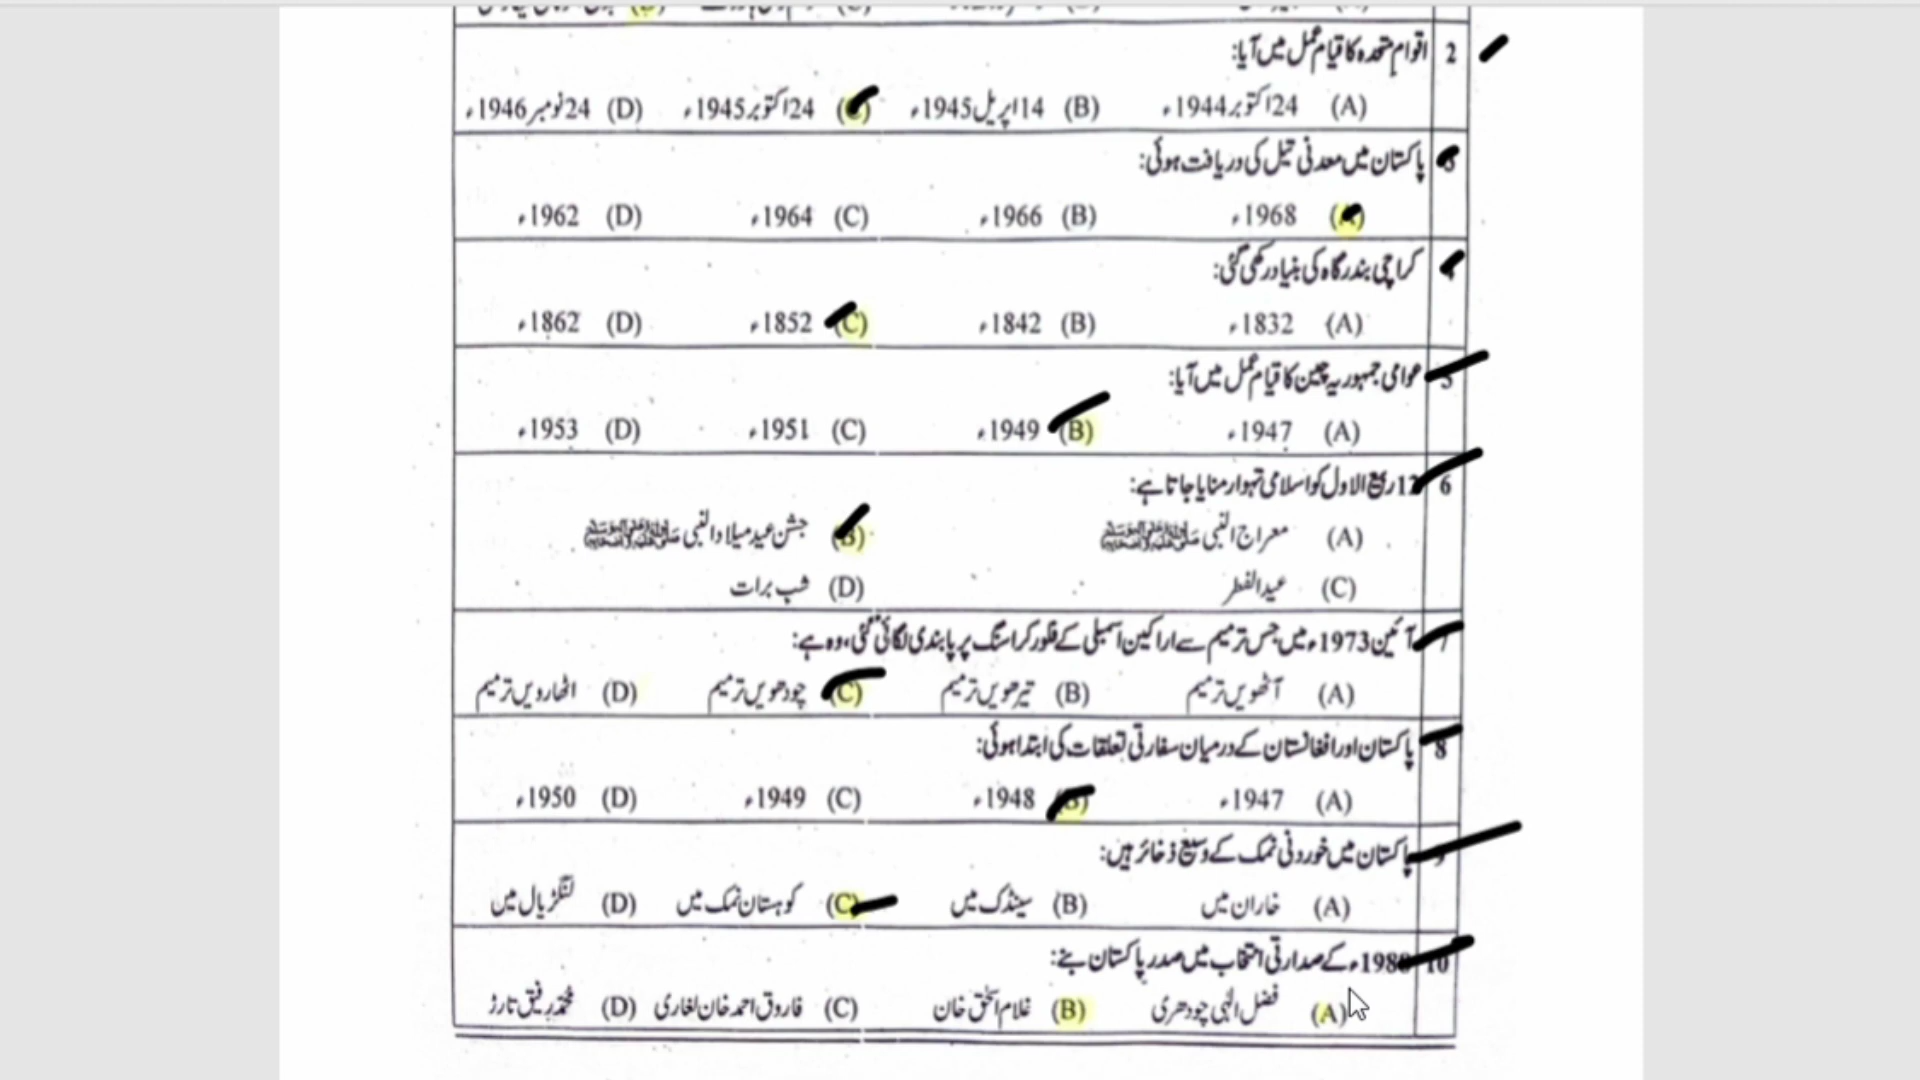 2 اقوام متحدہ کا قیام عمل میں آیا:
(A) 24 اکتوبر 1944ء (B) 14 اپریل 1945ء (C) 24 اکتوبر 1945ء (D) 24 نومبر 1946ء
3 پاکستان میں معدنی تیل کی دریافت ہوئی:
(A) 1968ء (B) 1966ء (C) 1964ء (D) 1962ء
4 کراچی بندرگاہ کی بنیاد رکھی گئی:
(A) 1832ء (B) 1842ء (C) 1852ء (D) 1862ء
5 عوامی جمہوریہ چین کا قیام عمل میں آیا:
(A) 1947ء (B) 1949ء (C) 1951ء (D) 1953ء
6 12 ربیع الاول کو اسلامی تہوار منایا جاتا ہے:
(A) معراج النبی (B) جشن عید میلاد النبی
(C) عید الفطر (D) شب برات
7 آئین 1973ء میں جس ترمیم سے اراکین اسمبلی کے فلور کراسنگ پر پابندی لگائی گئی، وہ ہے:
(A) آٹھویں ترمیم (B) تیرھویں ترمیم (C) چودھویں ترمیم (D) اٹھارویں ترمیم
8 پاکستان اور افغانستان کے درمیان سفارتی تعلقات کی ابتدا ہوئی:
(A) 1947ء (B) 1948ء (C) 1949ء (D) 1950ء
9 پاکستان میں خوردنی نمک کے وسیع ذخائر ہیں:
(A) خاران میں (B) سینڈک میں (C) کوہستان نمک میں (D) لنگڑیال میں
10 1988ء کے صدارتی انتخاب میں صدر پاکستان بنے:
(A) فضل الٰہی چودھری (B) غلام اسحٰق خان (C) فاروق احمد خان لغاری (D) محمد رفیق تارڑ